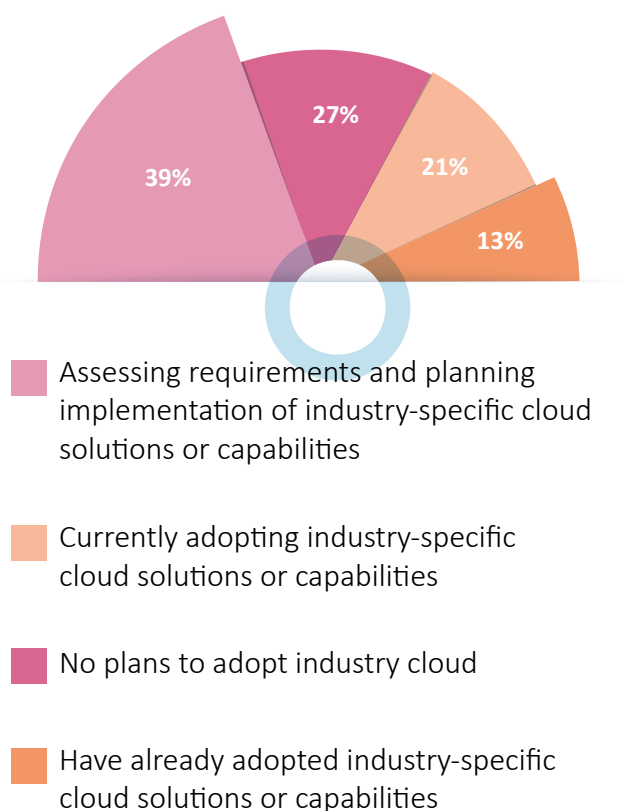 27%
21%
39%
13%
Assessing requirements and planning
implementation of industry-specific cloud
solutions or capabilities
Currently adopting industry-specific
cloud solutions or capabilities
No plans to adopt industry cloud
Have already adopted industry-specific
cloud solutions or capabilities